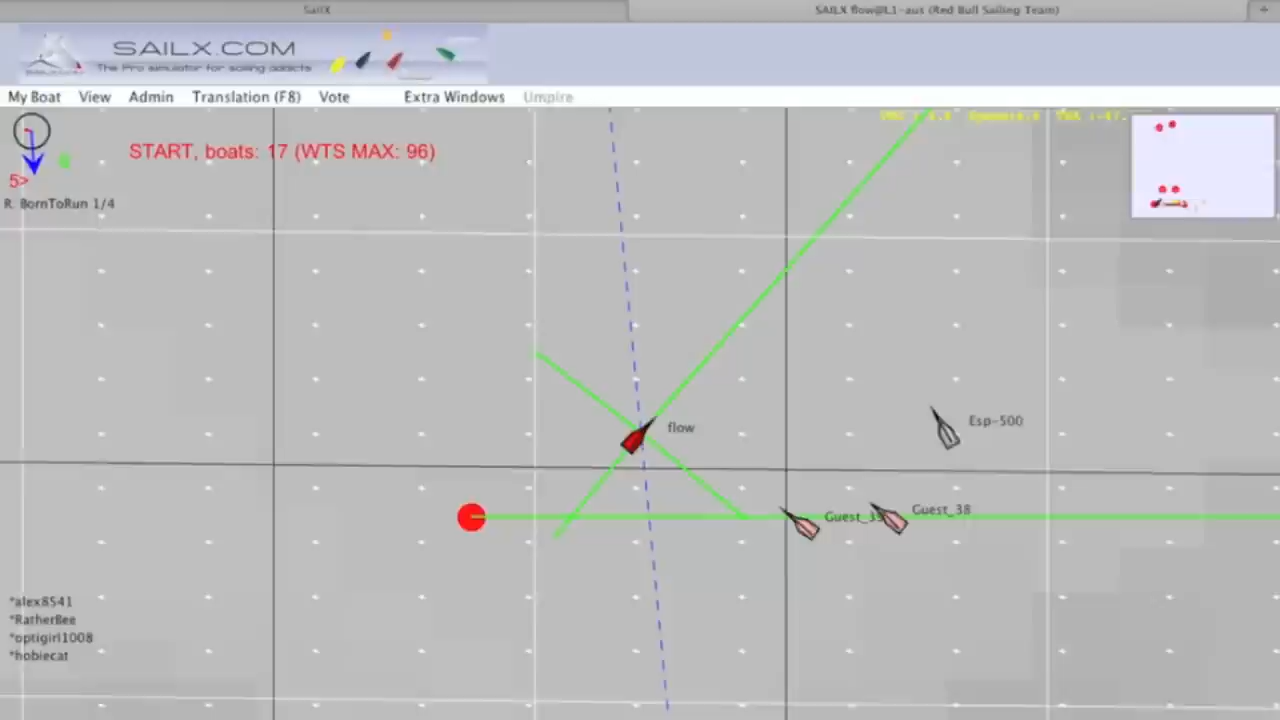 SailX
SAILX flow@L1-aus (Red Bull Sailing Team)
+
SAILX.COM
The Pro simulator for sailing addicts
My Boat View Admin Translation (F8) Vote Extra Windows Umpire
START, boats: 17 (WTS MAX: 96)
5>
R. BornToRun 1/4
flow
Esp-500
Guest_38
*alex8541
*RatherBee
*optigirl1008
*hobiecat